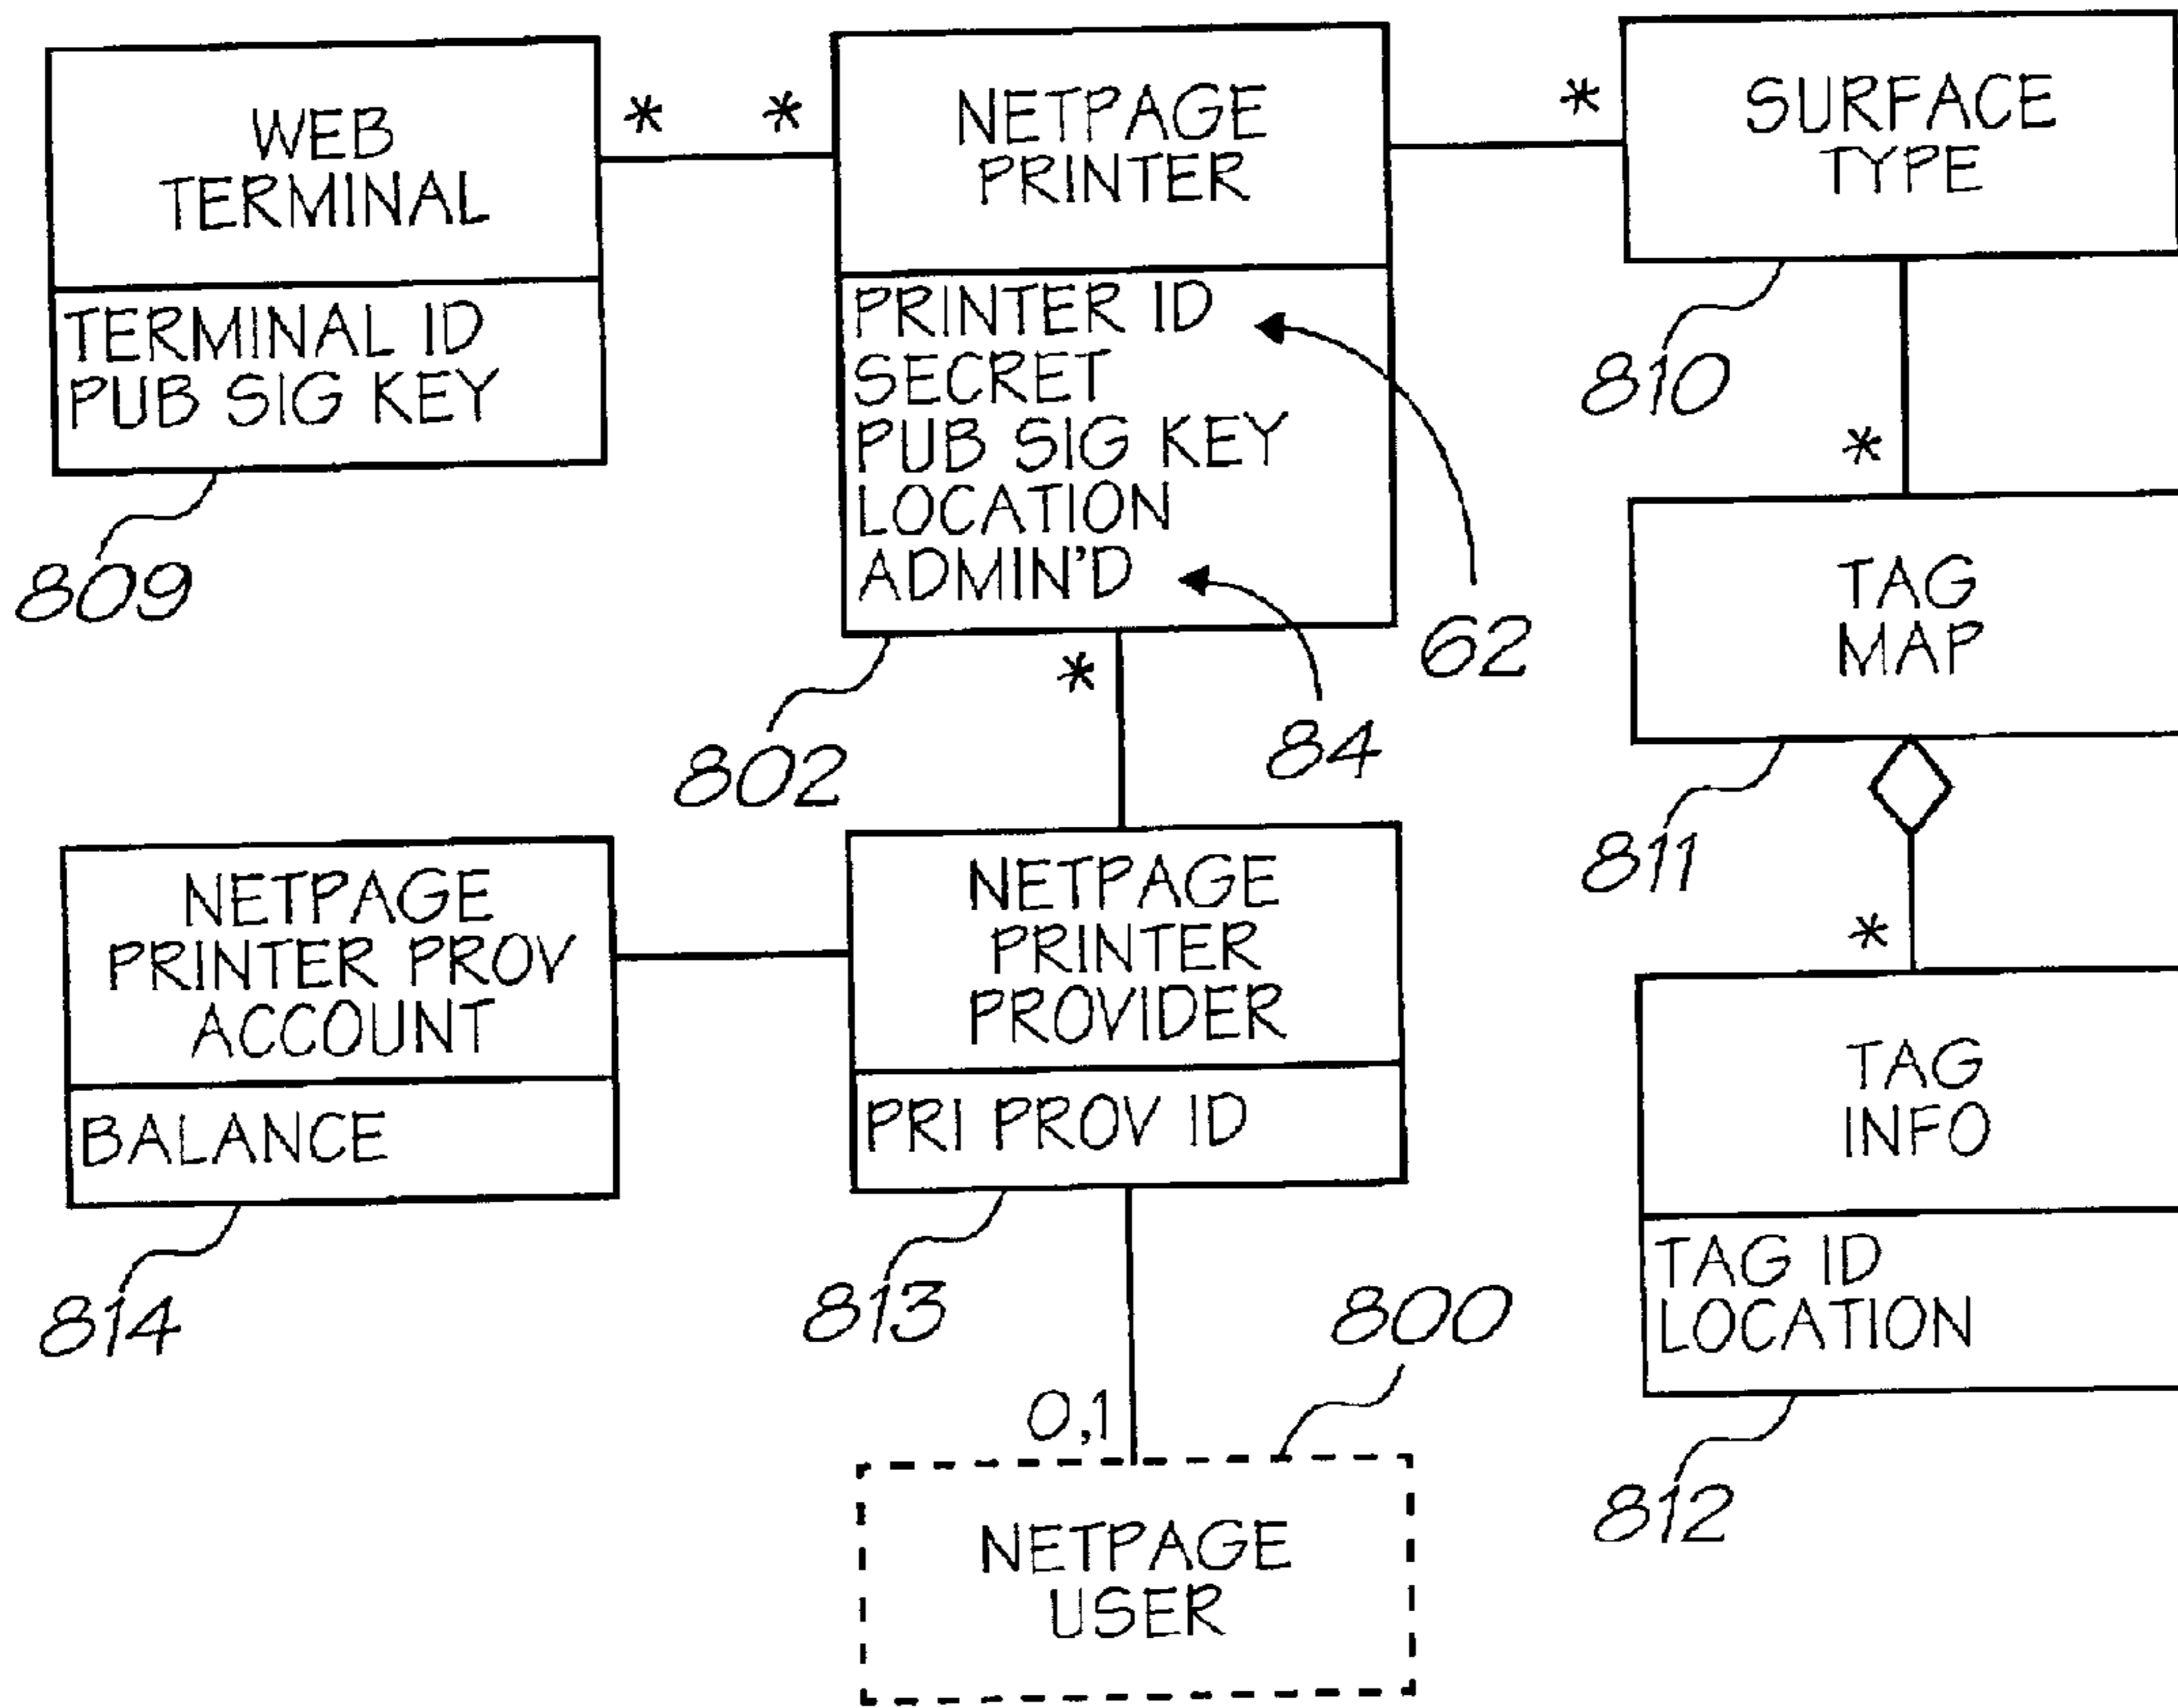 WEB
TERMINAL
TERMINAL ID
PUB SIG KEY
809
*
*
NETPAGE
PRINTER
PRINTER ID
SECRET
PUB SIG KEY
LOCATION
ADMIN'D
62
84
802
*
*
SURFACE
TYPE
810
*
TAG
MAP
811
*
TAG
INFO
TAG ID
LOCATION
812
NETPAGE
PRINTER PROV
ACCOUNT
BALANCE
814
NETPAGE
PRINTER
PROVIDER
PRI PROV ID
813
800
0,1
NETPAGE
USER